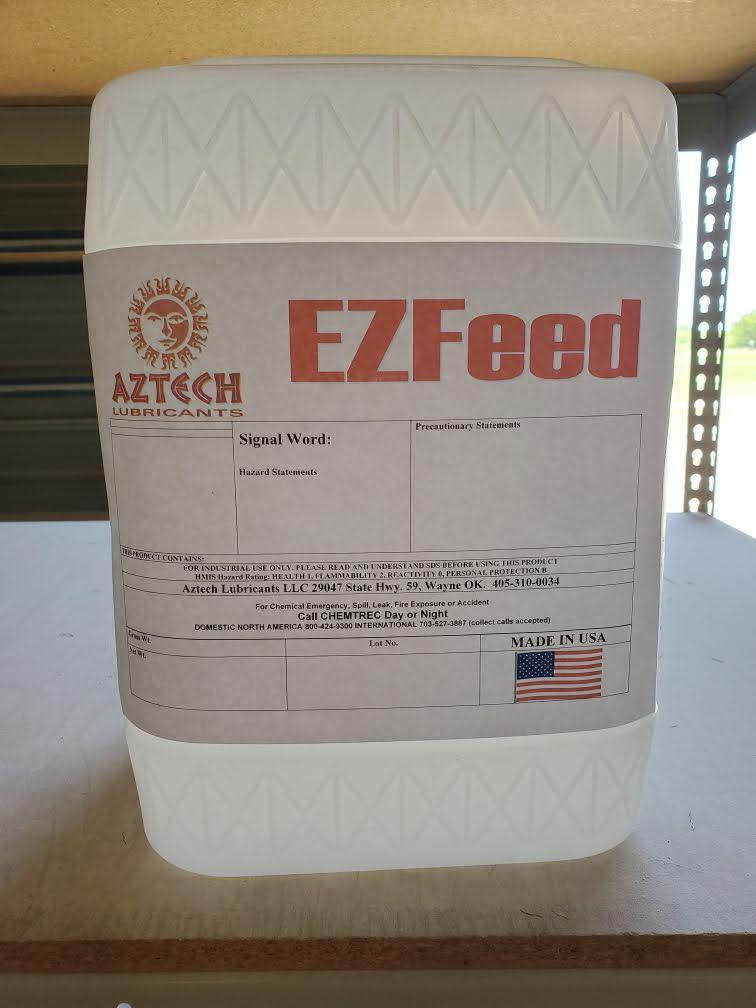 EZFeed
AZTECH
LUBRICANTS
Signal Word:
Hazard Statements
Precautionary Statements
THIS PRODUCT CONTAINS:
FOR INDUSTRIAL USE ONLY. PLEASE READ AND UNDERSTAND SDS BEFORE USING THIS PRODUCT
HMIS Hazard Rating: HEALTH 1, FLAMMABILITY 2, REACTIVITY 0, PERSONAL PROTECTION B
Aztech Lubricants LLC 29047 State Hwy. 59, Wayne OK. 405-310-0034
For Chemical Emergency, Spill, Leak, Fire Exposure or Accident
Call CHEMTREC Day or Night
DOMESTIC NORTH AMERICA 800-424-9300 INTERNATIONAL 703-527-3887 (collect calls accepted)
Gross Wt.
Net Wt.
Lot No.
MADE IN USA